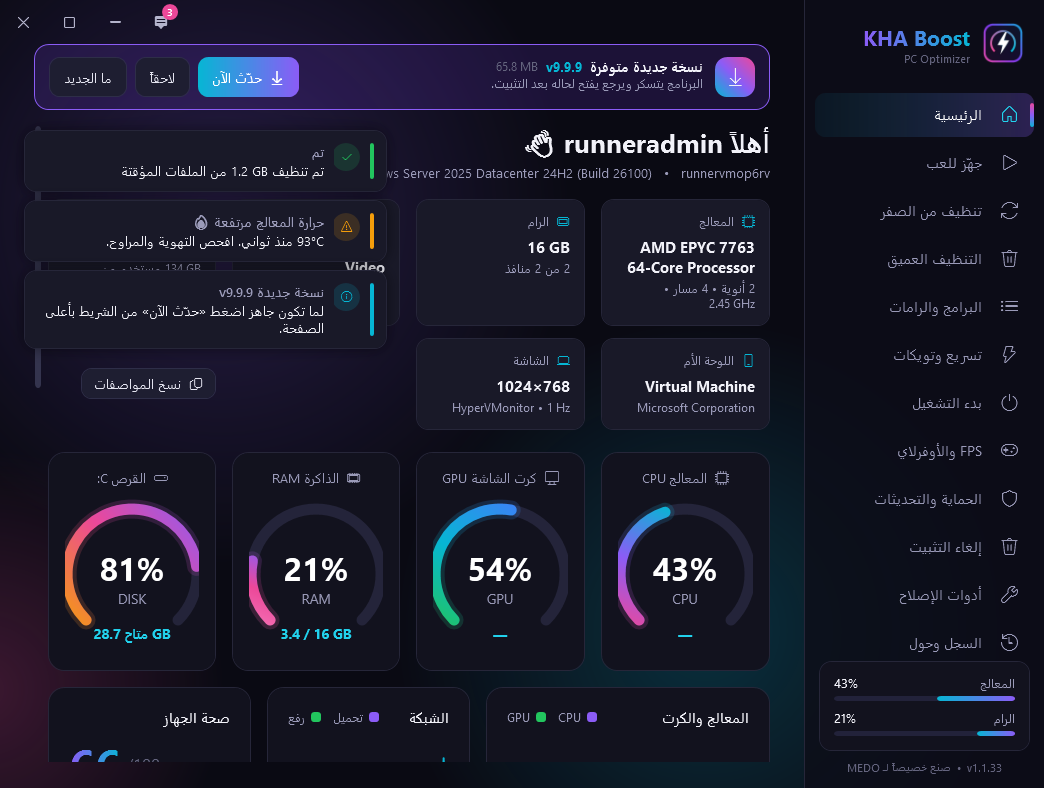 3
KHA Boost
PC Optimizer
الرئيسية
جهّز للعب
تنظيف من الصفر
التنظيف العميق
البرامج والرامات
تسريع وتويكات
بدء التشغيل
FPS والأوفرلاي
الحماية والتحديثات
إلغاء التثبيت
أدوات الإصلاح
السجل وحول
المعالج 43%
الرام 21%
v1.1.33 • صنع خصيصاً لـ MEDO
نسخة جديدة متوفرة v9.9.9 65.8 MB
البرنامج يتسكر ويرجع يفتح لحاله بعد التثبيت.
حدّث الآن
لاحقاً
ما الجديد
أهلاً runneradmin
runnervmop6rv • ws Server 2025 Datacenter 24H2 (Build 26100)
تم
تم تنظيف 1.2 GB من الملفات المؤقتة
حرارة المعالج مرتفعة
93°C منذ ثواني. افحص التهوية والمراوح.
نسخة جديدة v9.9.9
لما تكون جاهز اضغط «حدّث الآن» من الشريط بأعلى الصفحة.
المعالج
AMD EPYC 7763
64-Core Processor
2 أنوية • 4 مسار •
2.45 GHz
الرام
16 GB
2 من 2 منافذ
Video
134 GB مستخدم من
اللوحة الأم
Virtual Machine
Microsoft Corporation
الشاشة
1024×768
HyperVMonitor • 1 Hz
نسخ المواصفات
المعالج CPU
43%
CPU
—
كرت الشاشة GPU
54%
GPU
—
الذاكرة RAM
21%
RAM
3.4 / 16 GB
القرص C:
81%
DISK
28.7 متاح GB
المعالج والكرت
CPU
GPU
الشبكة
تحميل
رفع
صحة الجهاز